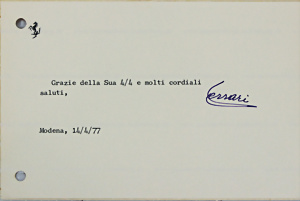 Grazie della Sua 4/4 e molti cordiali
saluti,
Ferrari
Modena, 14/4/77